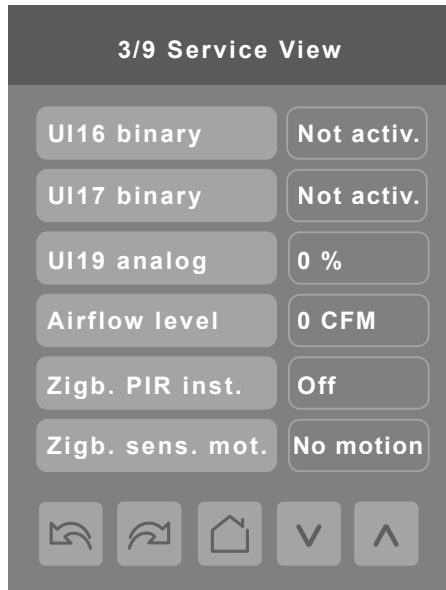 3/9 Service View
UI16 binary Not activ.
UI17 binary Not activ.
UI19 analog 0 %
Airflow level 0 CFM
Zigb. PIR inst. Off
Zigb. sens. mot. No motion